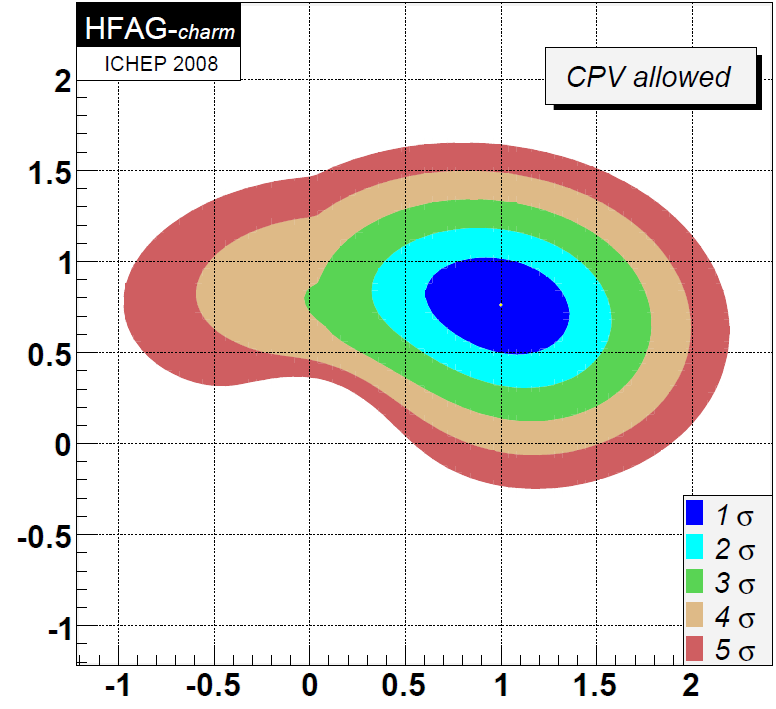 HFAG-charm
ICHEP 2008
CPV allowed
2
1.5
1
0.5
0
-0.5
-1
1 σ
2 σ
3 σ
4 σ
5 σ
-1 -0.5 0 0.5 1 1.5 2